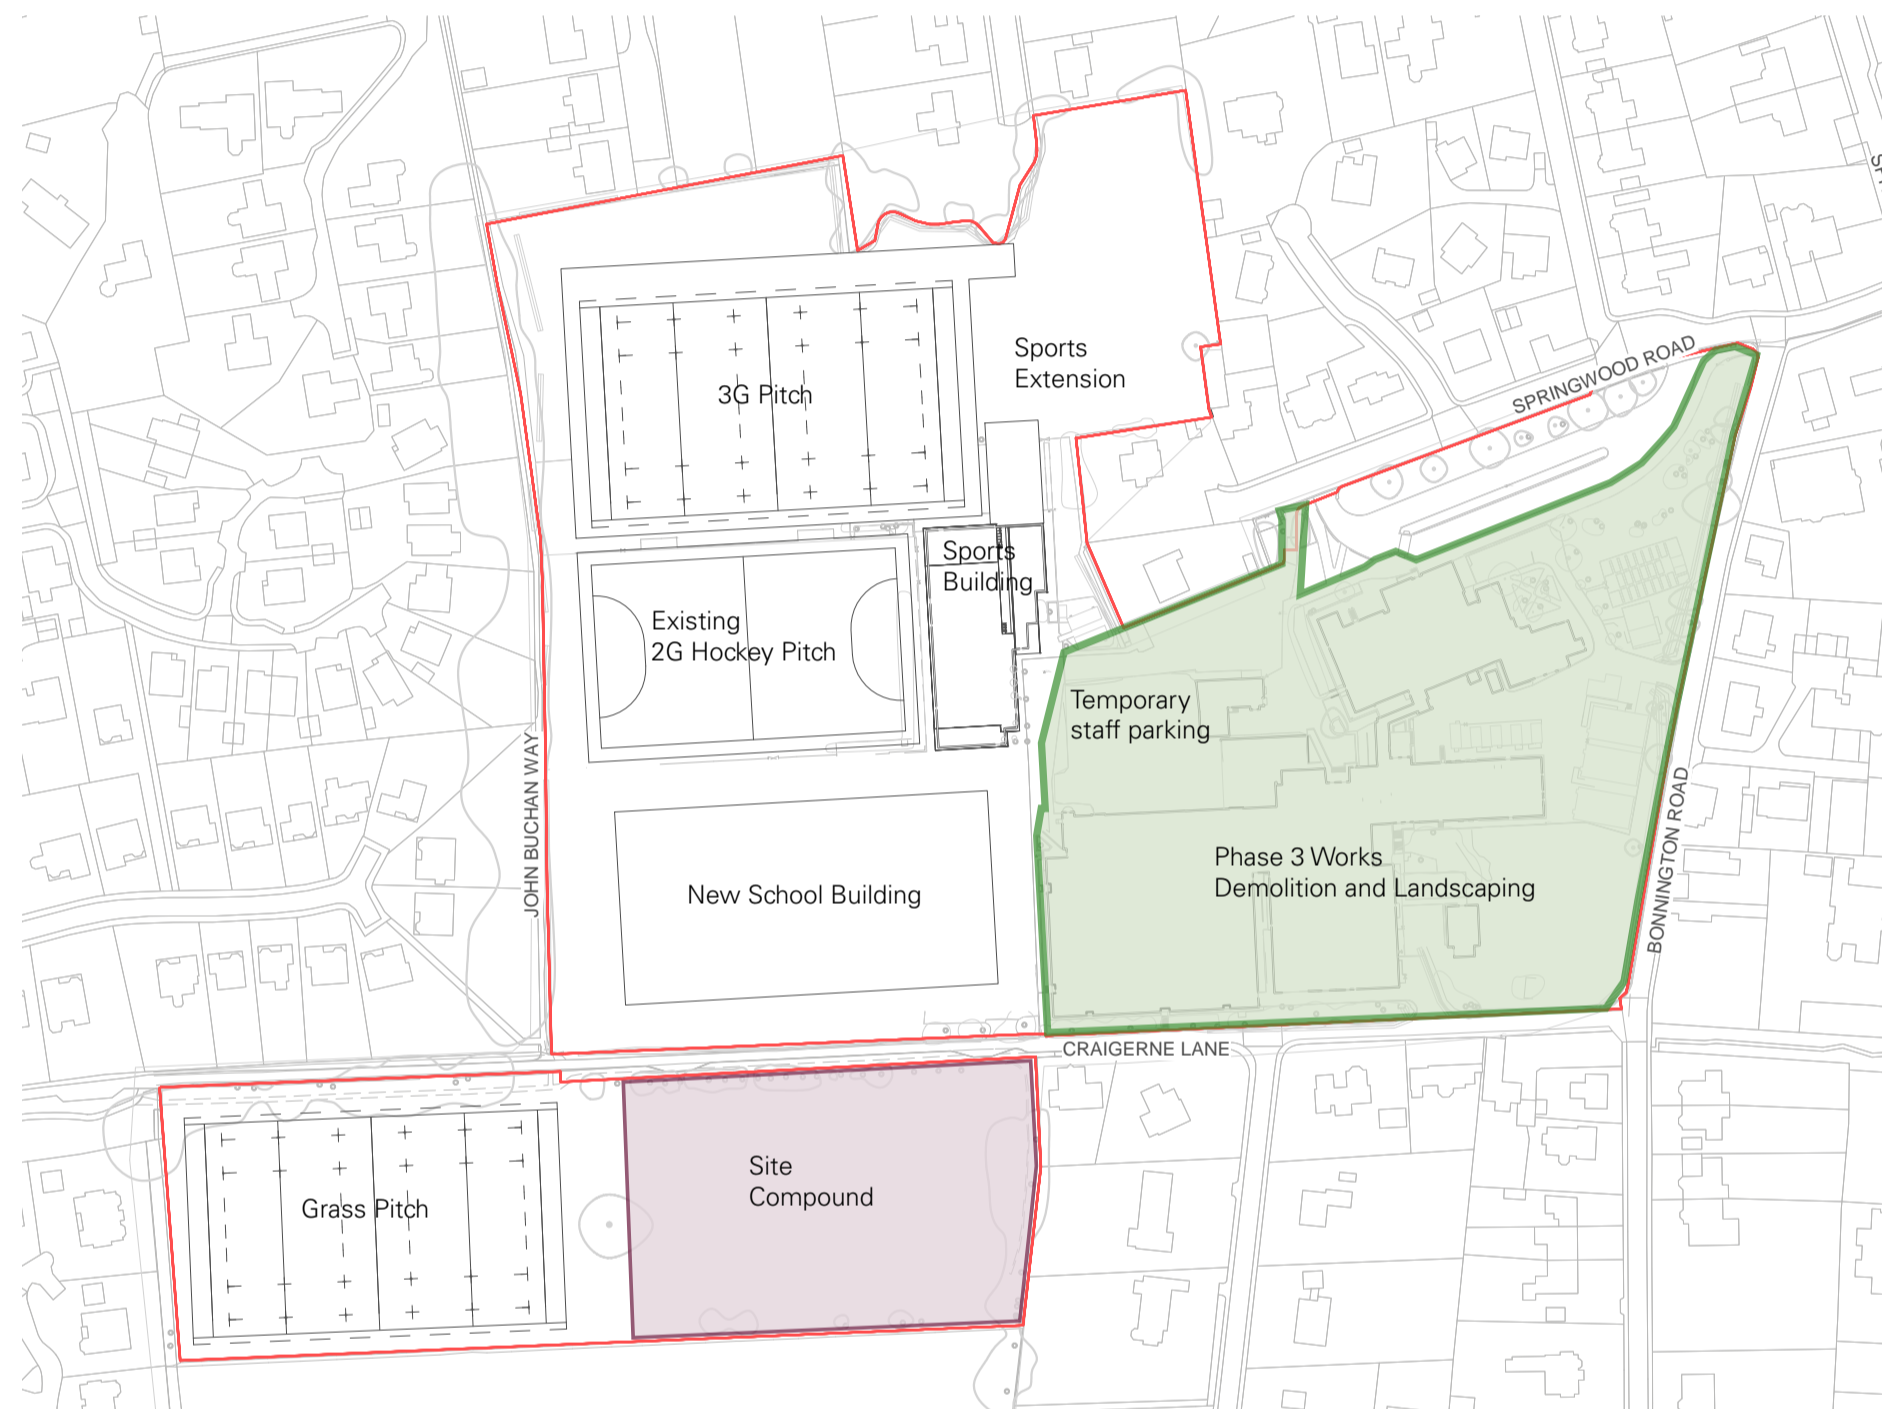 Sports
Extension
SPRINGWOOD ROAD
3G Pitch
Sports
Building
Existing
2G Hockey Pitch
Temporary
staff parking
JOHN BUCHAN WAY
BONNINGTON ROAD
Phase 3 Works
Demolition and Landscaping
New School Building
CRAIGERNE LANE
Site
Compound
Grass Pitch